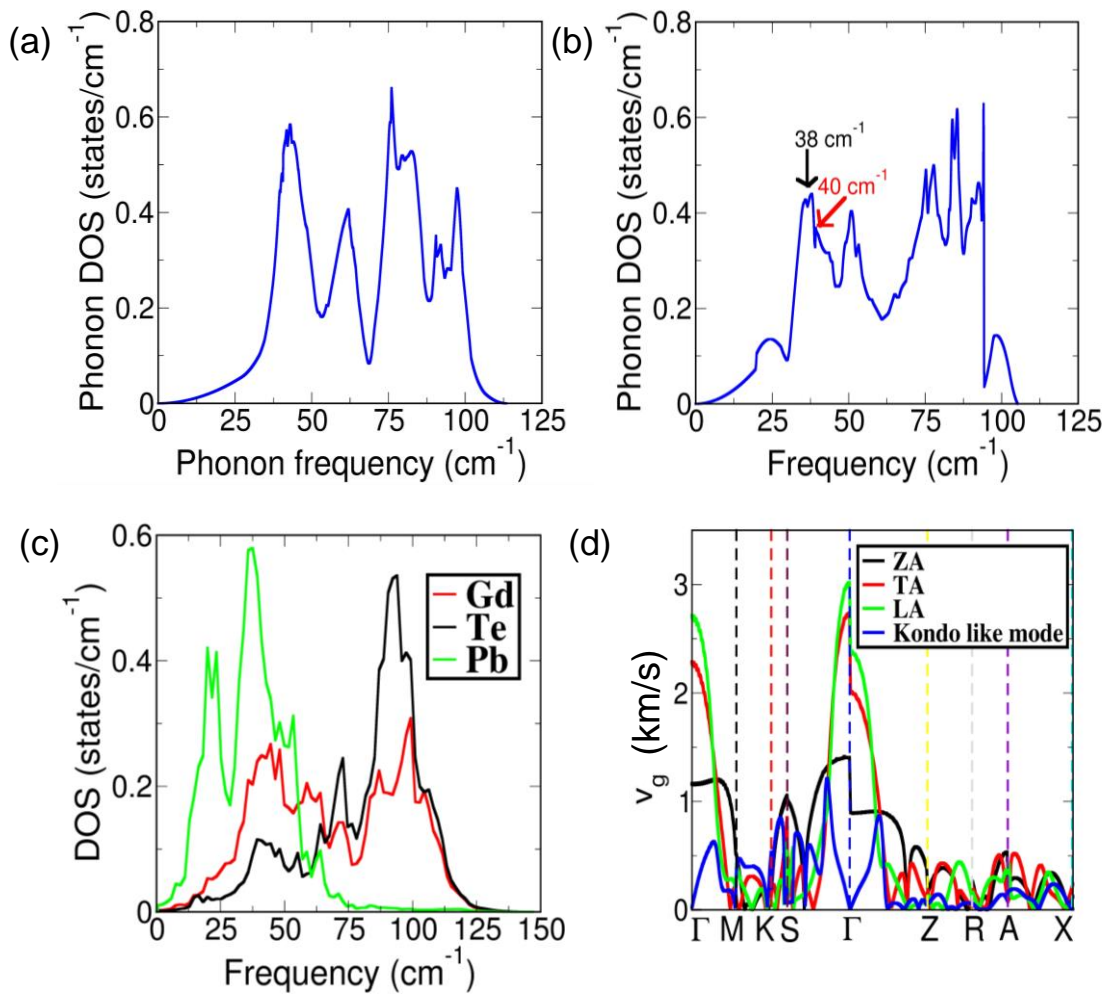 (a)
Phonon DOS (states/cm⁻¹)
0.8
0.6
0.4
0.2
0
0 25 50 75 100 125
Phonon frequency (cm⁻¹)
(b)
Phonon DOS (states/cm⁻¹)
0.8
0.6
0.4
0.2
0
38 cm⁻¹
40 cm⁻¹
0 25 50 75 100 125
Frequency (cm⁻¹)
(c)
DOS (states/cm⁻¹)
0.6
0.4
0.2
0
Gd
Te
Pb
0 25 50 75 100 125 150
Frequency (cm⁻¹)
(d)
v_g (km/s)
3
2
1
0
ZA
TA
LA
Kondo like mode
Γ M K S Γ Z R A X